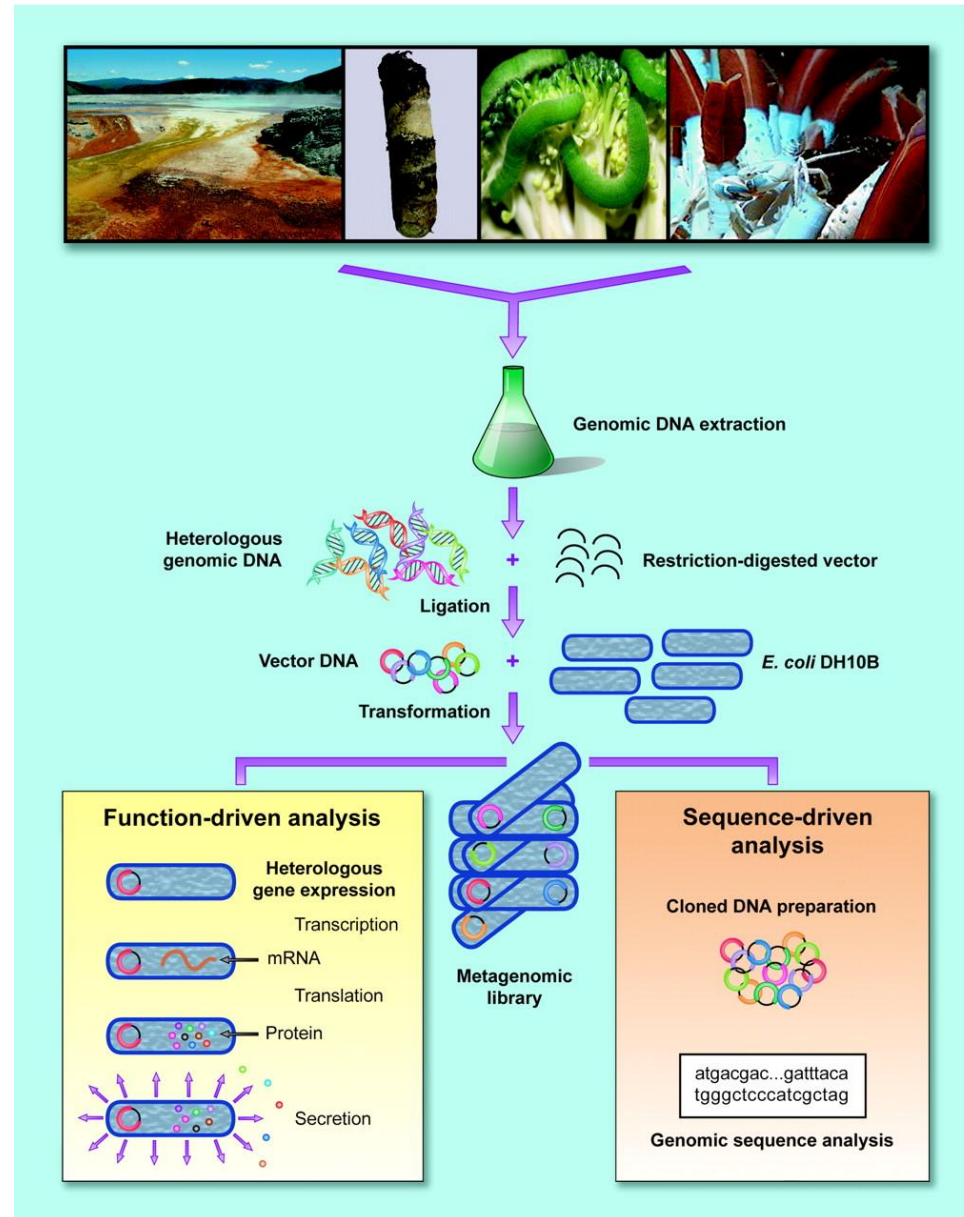 Genomic DNA extraction
Heterologous
genomic DNA
+
Restriction-digested vector
Ligation
Vector DNA
+
E. coli DH10B
Transformation
Function-driven analysis
Heterologous
gene expression
Transcription
mRNA
Translation
Protein
Secretion
Metagenomic
library
Sequence-driven
analysis
Cloned DNA preparation
atgacgac...gatttaca
tgggctcccatcgctag
Genomic sequence analysis